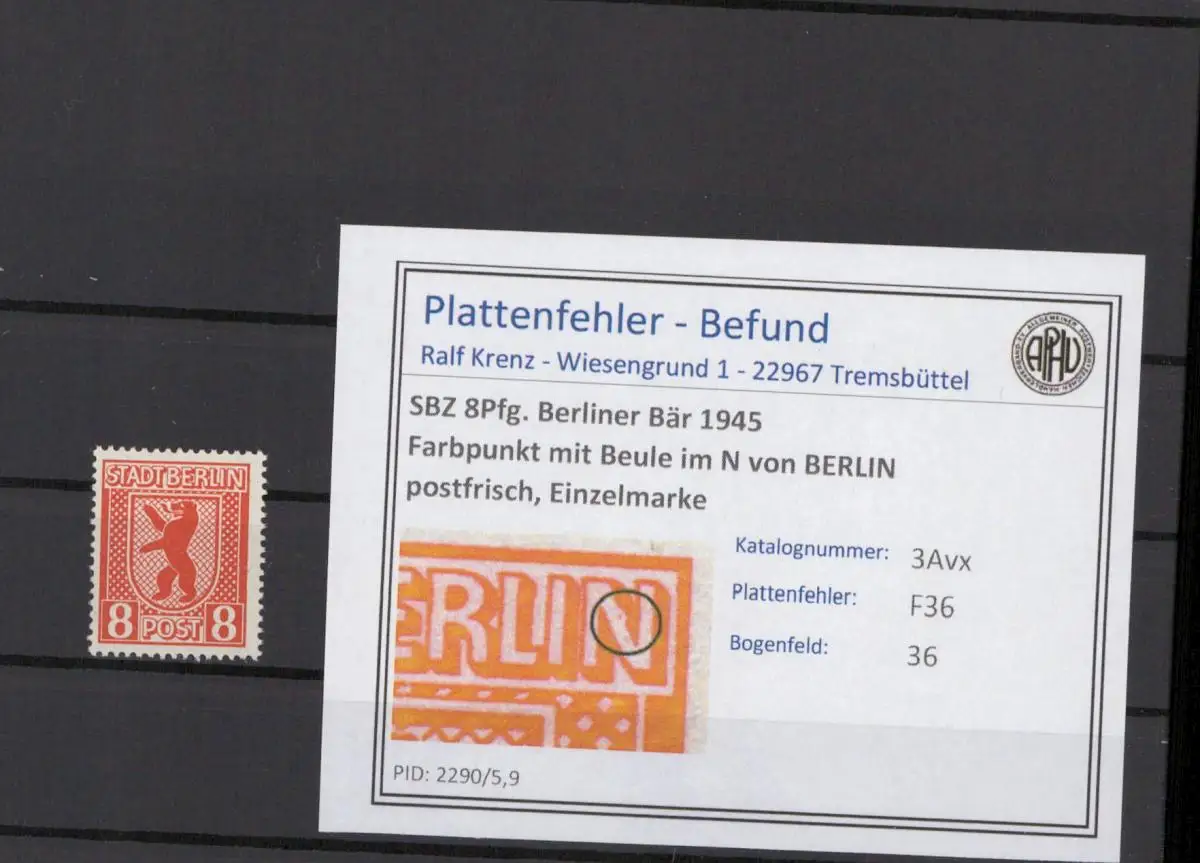 STADT BERLIN
8 POST 8
Plattenfehler - Befund
Ralf Krenz - Wiesengrund 1 - 22967 Tremsbüttel
APHV
SBZ 8Pfg. Berliner Bär 1945
Farbpunkt mit Beule im N von BERLIN
postfrisch, Einzelmarke
ERLIN
Katalognummer: 3Avx
Plattenfehler: F36
Bogenfeld: 36
PID: 2290/5,9